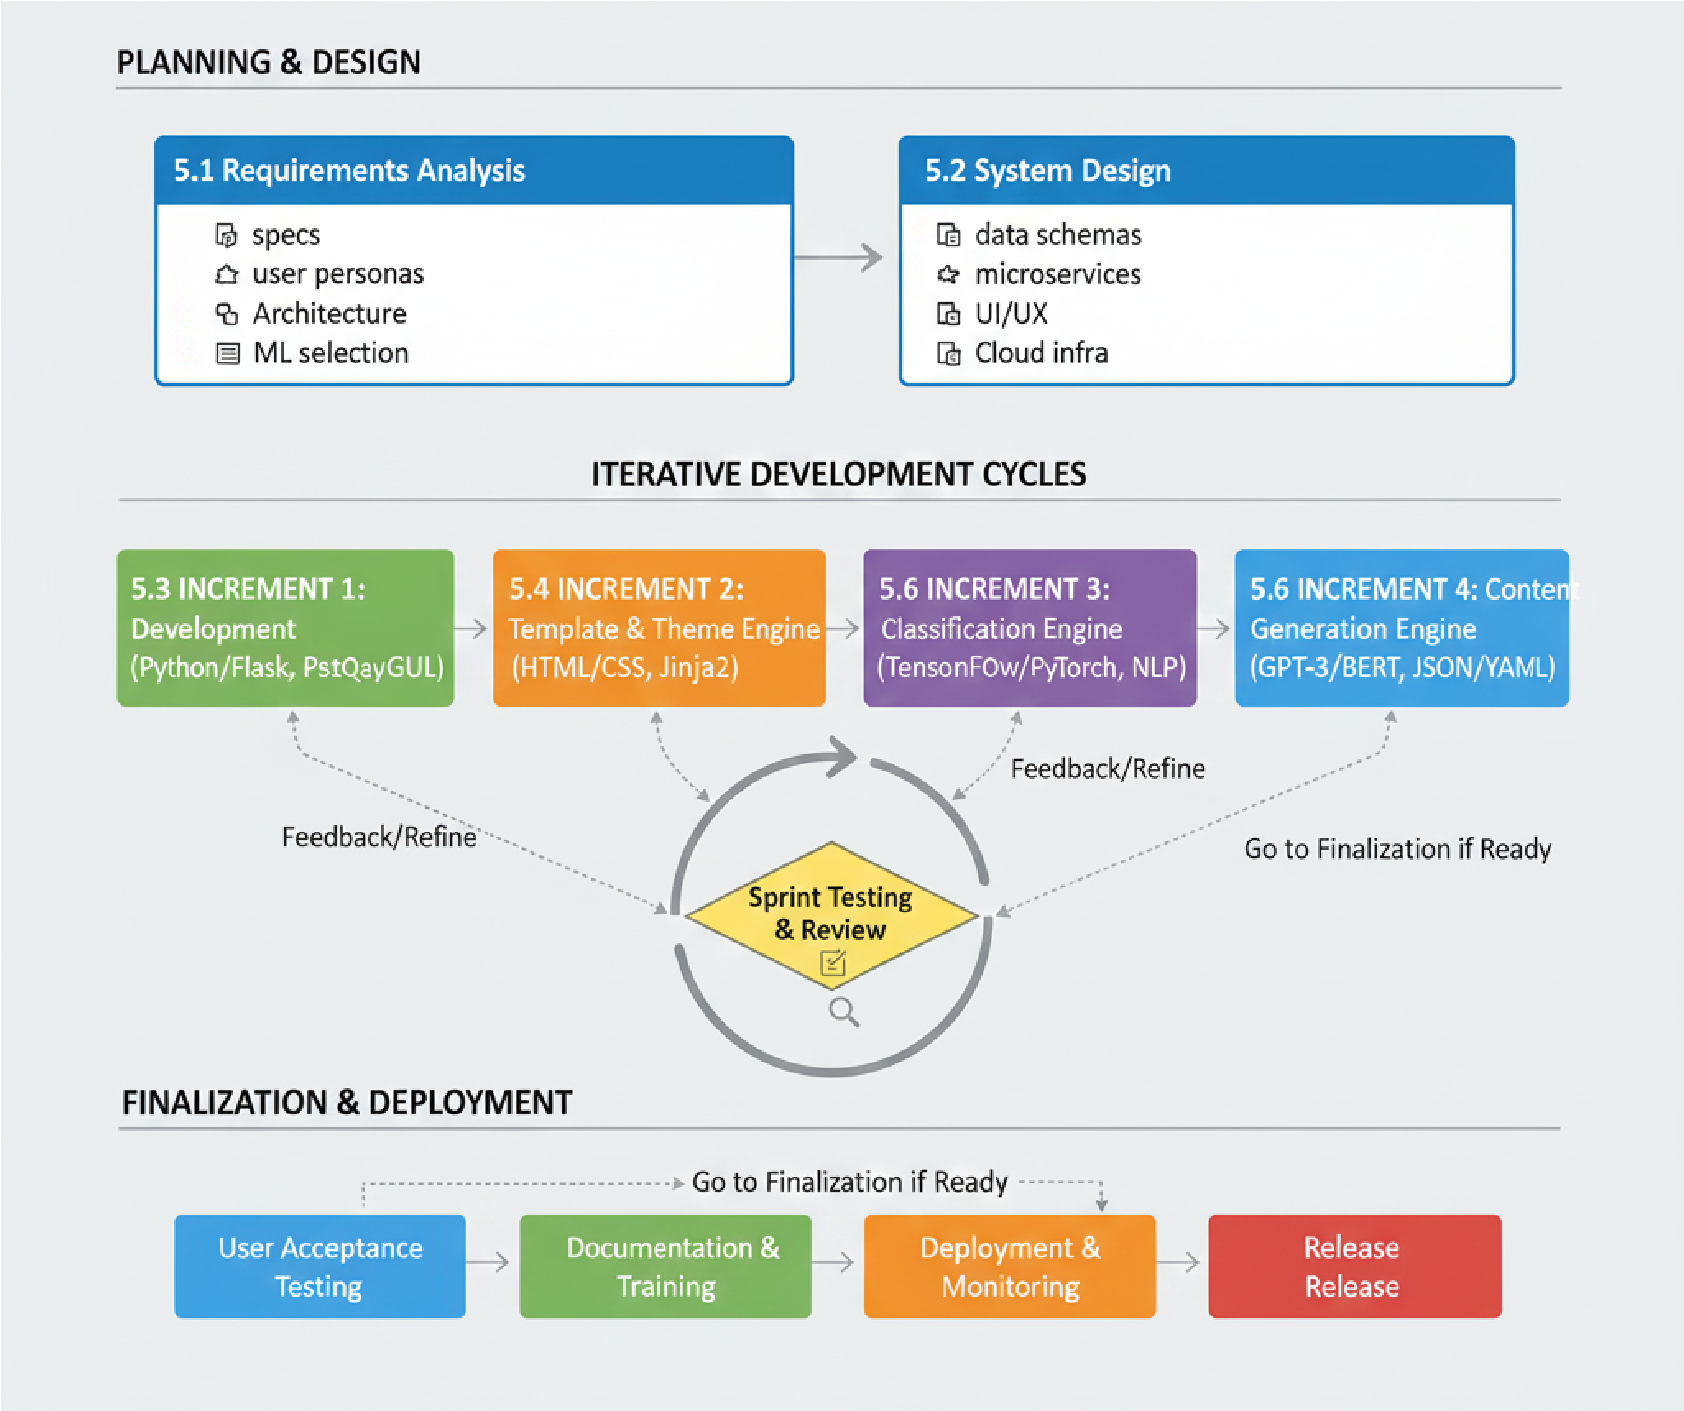 PLANNING & DESIGN
5.1 Requirements Analysis
specs
user personas
Architecture
ML selection
5.2 System Design
data schemas
microservices
UI/UX
Cloud infra
ITERATIVE DEVELOPMENT CYCLES
5.3 INCREMENT 1:
Development
(Python/Flask, PstQayGUL)
5.4 INCREMENT 2:
Template & Theme Engine
(HTML/CSS, Jinja2)
5.6 INCREMENT 3:
Classification Engine
(TensonFOw/PyTorch, NLP)
5.6 INCREMENT 4: Content
Generation Engine
(GPT-3/BERT, JSON/YAML)
Feedback/Refine
Feedback/Refine
Go to Finalization if Ready
Sprint Testing
& Review
FINALIZATION & DEPLOYMENT
Go to Finalization if Ready
User Acceptance
Testing
Documentation &
Training
Deployment &
Monitoring
Release
Release